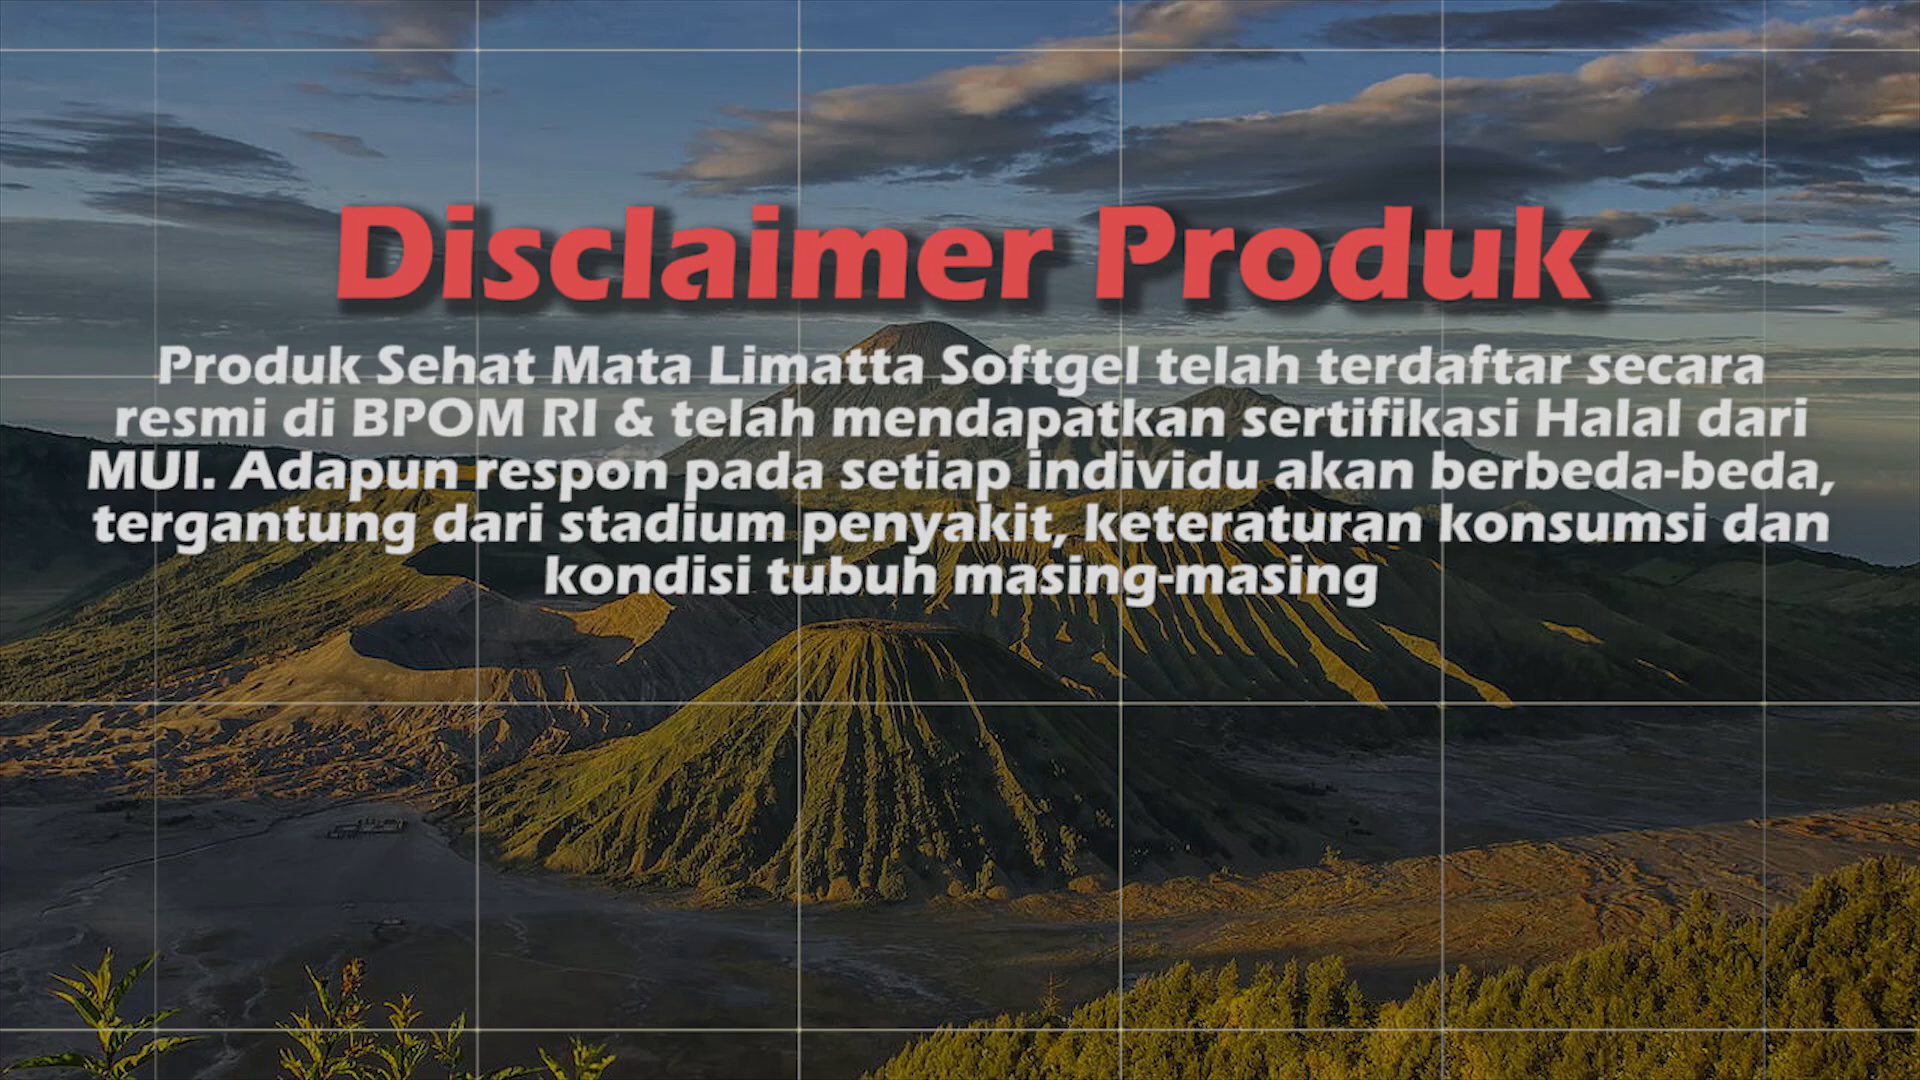 Disclaimer Produk
Produk Sehat Mata Limatta Softgel telah terdaftar secara
resmi di BPOM RI & telah mendapatkan sertifikasi Halal dari
MUI. Adapun respon pada setiap individu akan berbeda-beda,
tergantung dari stadium penyakit, keteraturan konsumsi dan
kondisi tubuh masing-masing